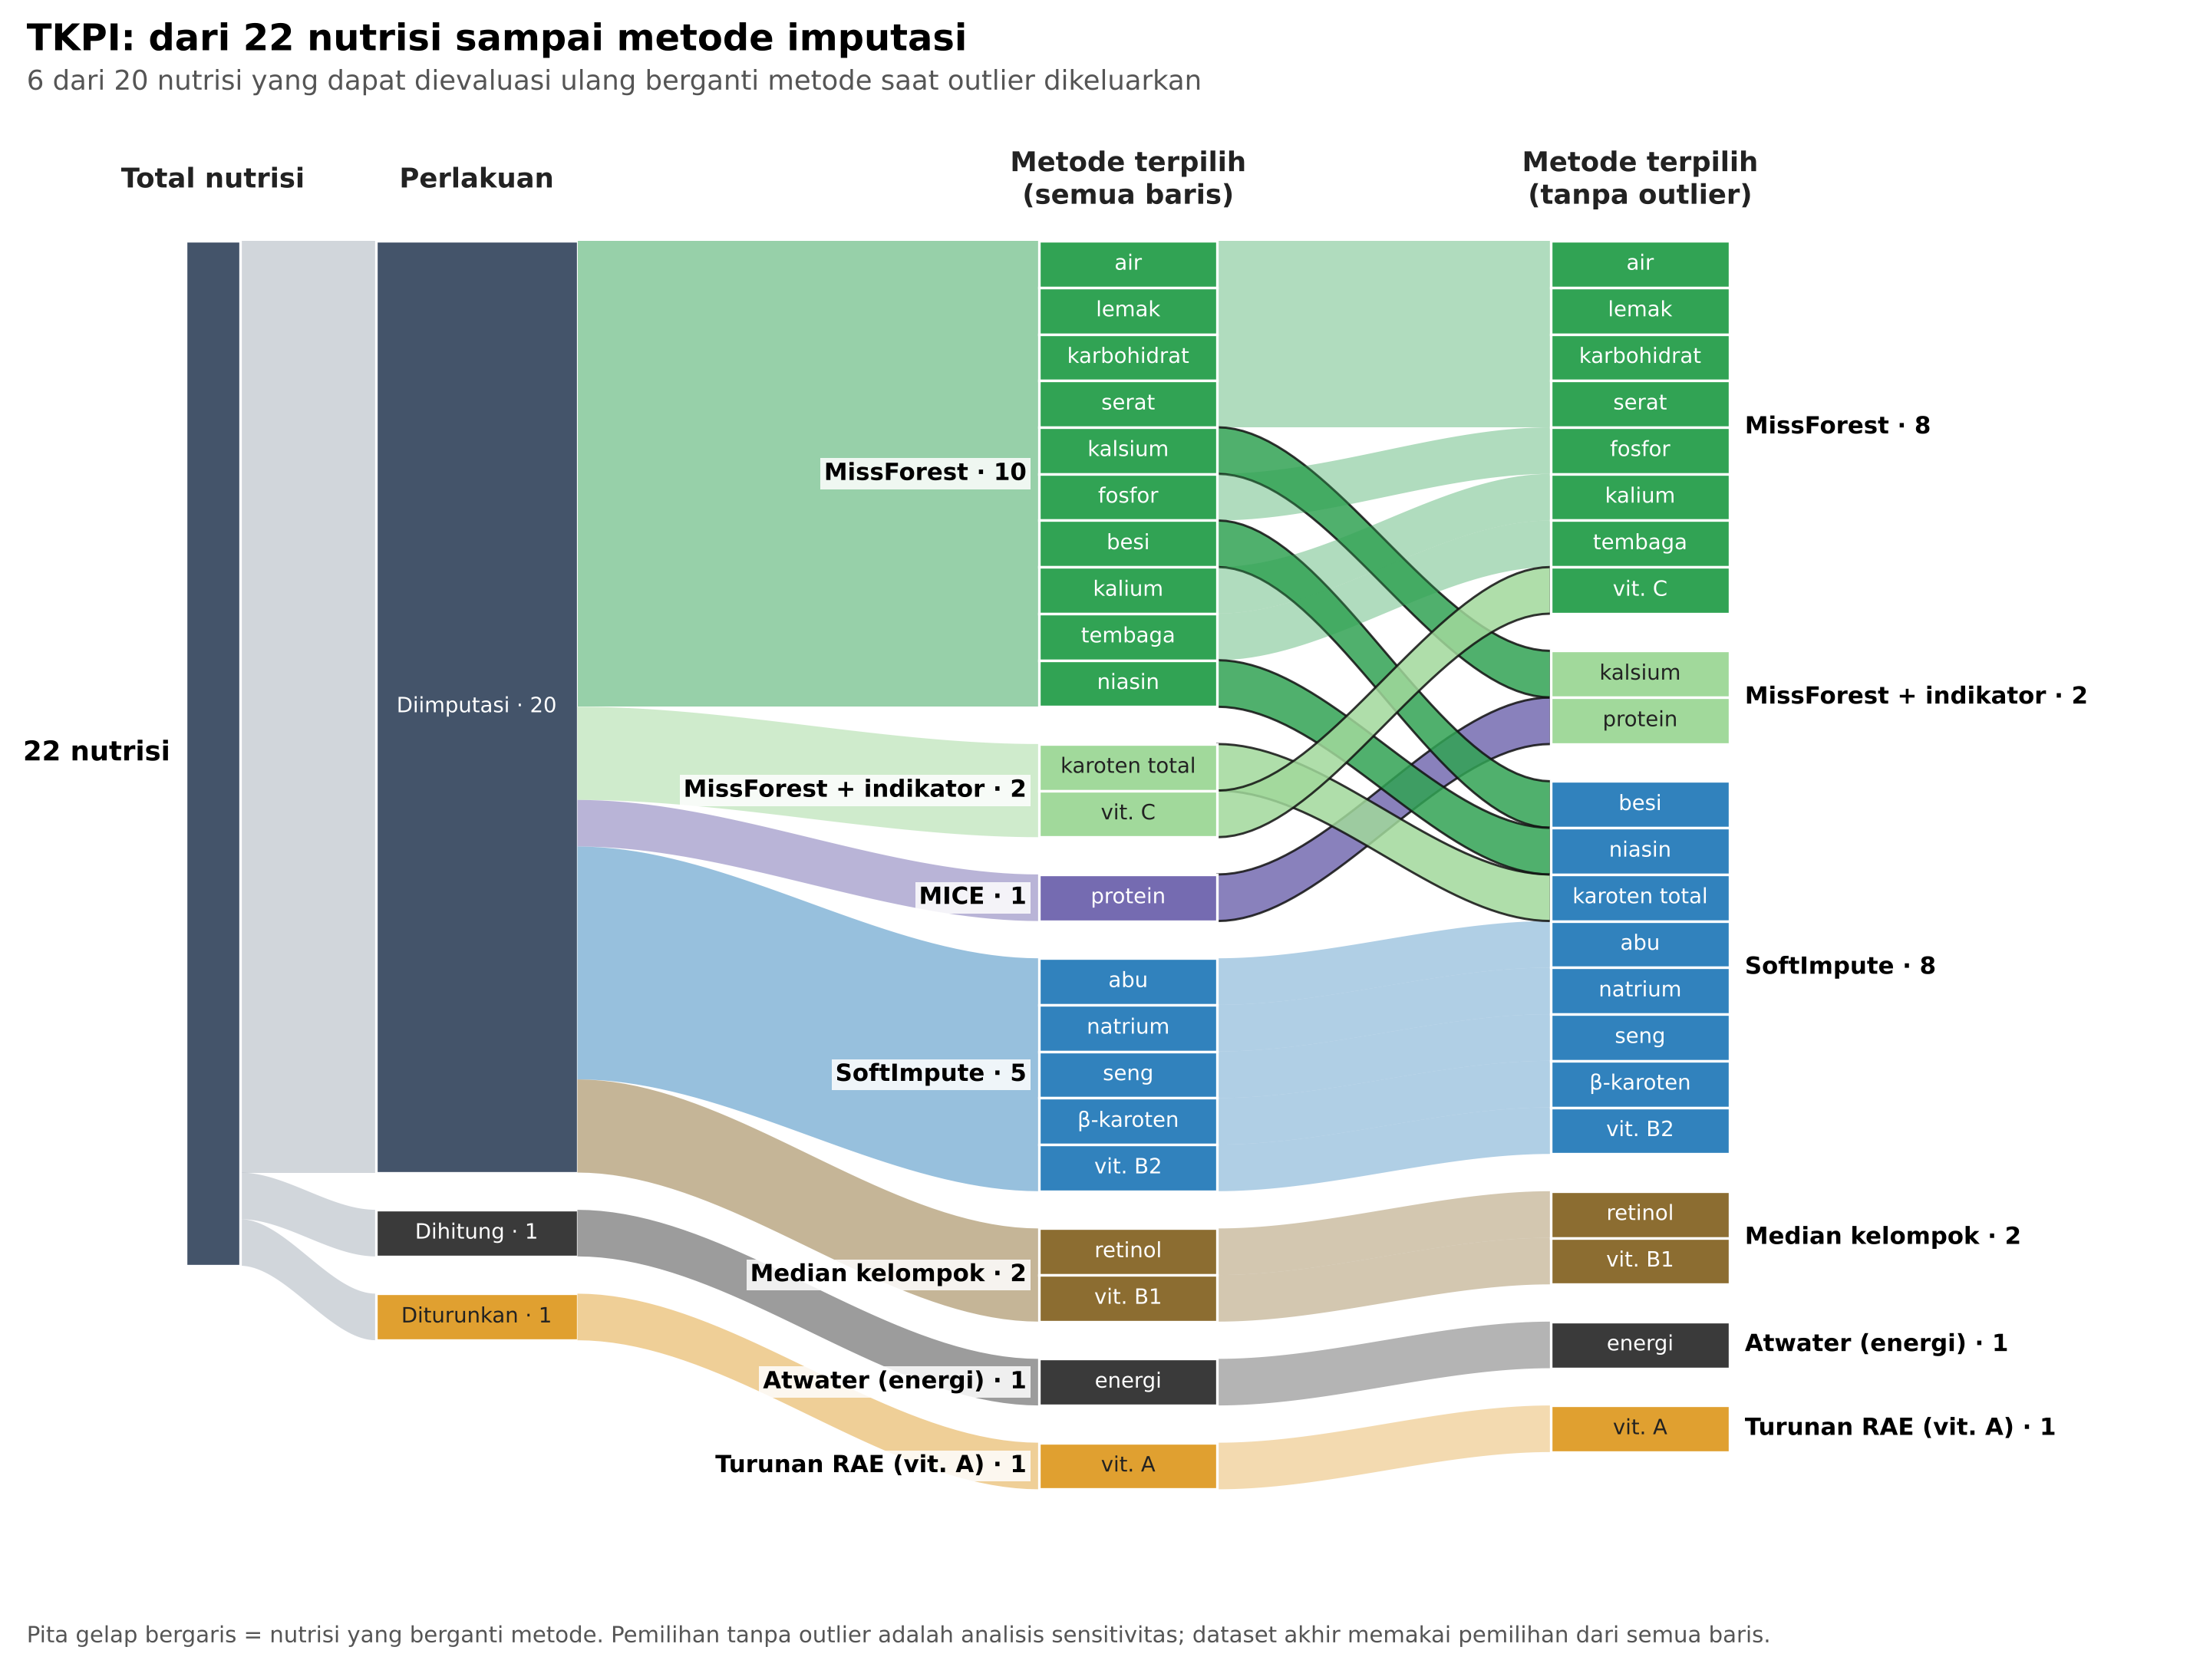 TKPI: dari 22 nutrisi sampai metode imputasi
6 dari 20 nutrisi yang dapat dievaluasi ulang berganti metode saat outlier dikeluarkan
Total nutrisi
Perlakuan
Metode terpilih
(semua baris)
Metode terpilih
(tanpa outlier)
22 nutrisi
Diimputasi · 20
Dihitung · 1
Diturunkan · 1
MissForest · 10
air
lemak
karbohidrat
serat
kalsium
fosfor
besi
kalium
tembaga
niasin
MissForest + indikator · 2
karoten total
vit. C
MICE · 1
protein
SoftImpute · 5
abu
natrium
seng
β-karoten
vit. B2
Median kelompok · 2
retinol
vit. B1
Atwater (energi) · 1
energi
Turunan RAE (vit. A) · 1
vit. A
air
lemak
karbohidrat
serat
fosfor
kalium
tembaga
vit. C
MissForest · 8
kalsium
protein
MissForest + indikator · 2
besi
niasin
karoten total
abu
natrium
seng
β-karoten
vit. B2
SoftImpute · 8
retinol
vit. B1
Median kelompok · 2
energi
Atwater (energi) · 1
vit. A
Turunan RAE (vit. A) · 1
Pita gelap bergaris = nutrisi yang berganti metode. Pemilihan tanpa outlier adalah analisis sensitivitas; dataset akhir memakai pemilihan dari semua baris.